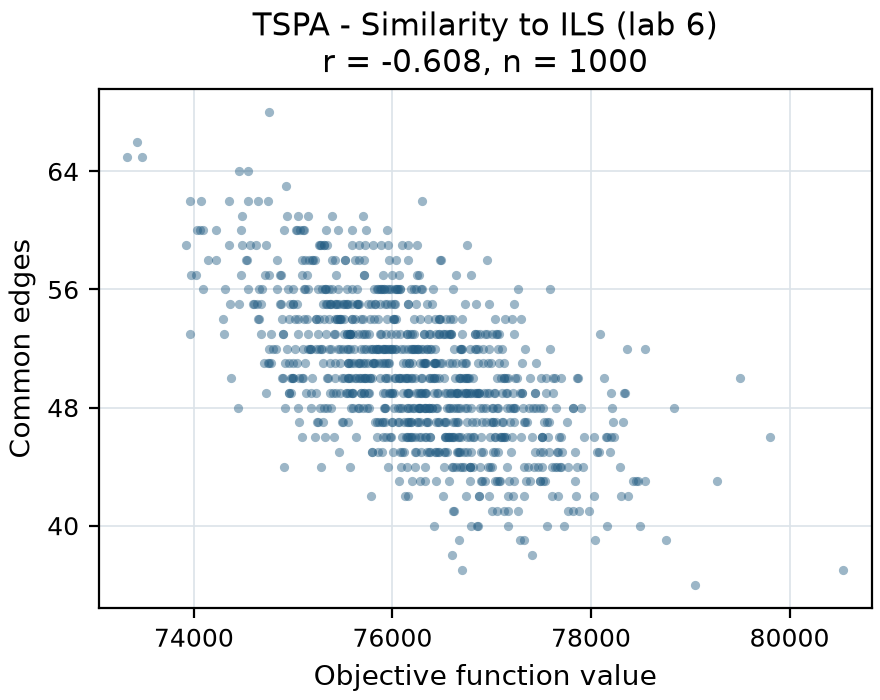 TSPA - Similarity to ILS (lab 6)
r = -0.608, n = 1000
Common edges
64
56
48
40
74000 76000 78000 80000
Objective function value